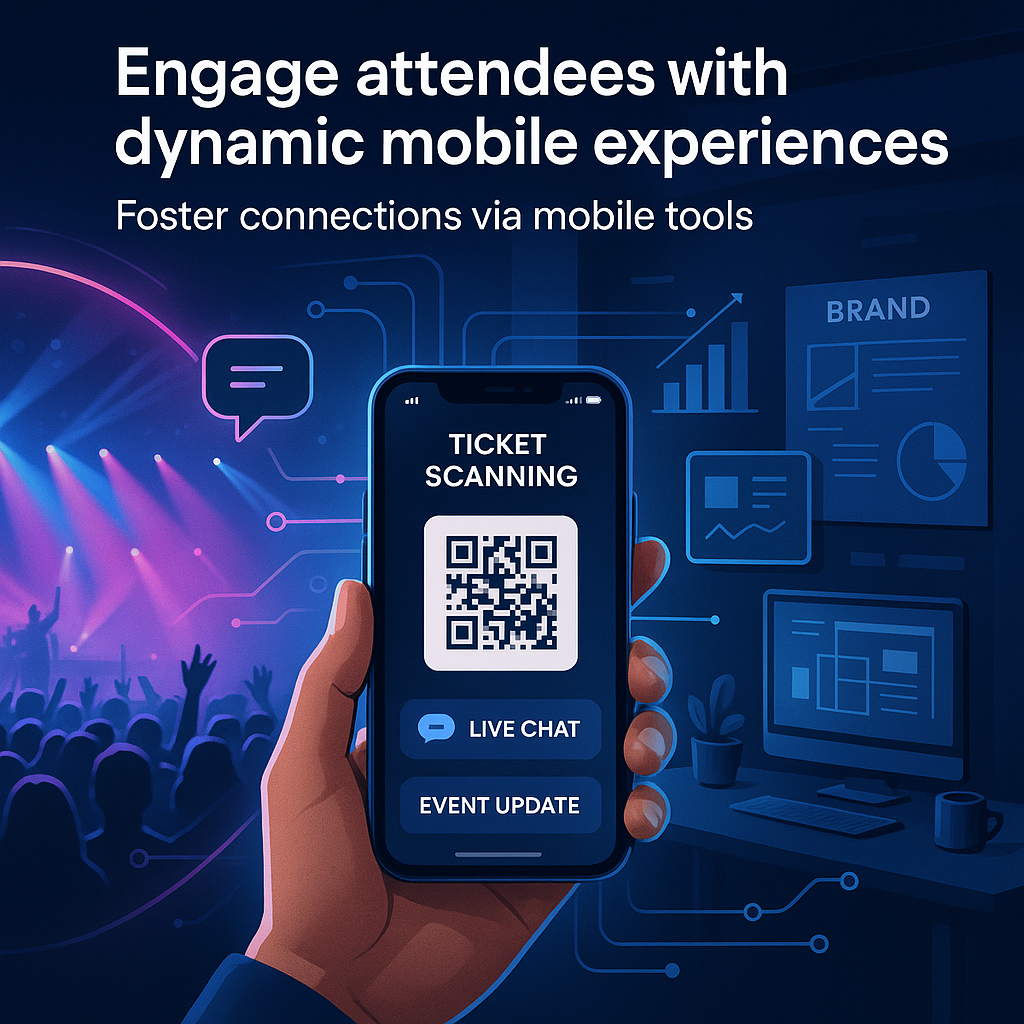 Engage attendees with
dynamic mobile experiences
Foster connections via mobile tools
BRAND
TICKET
SCANNING
LIVE CHAT
EVENT UPDATE